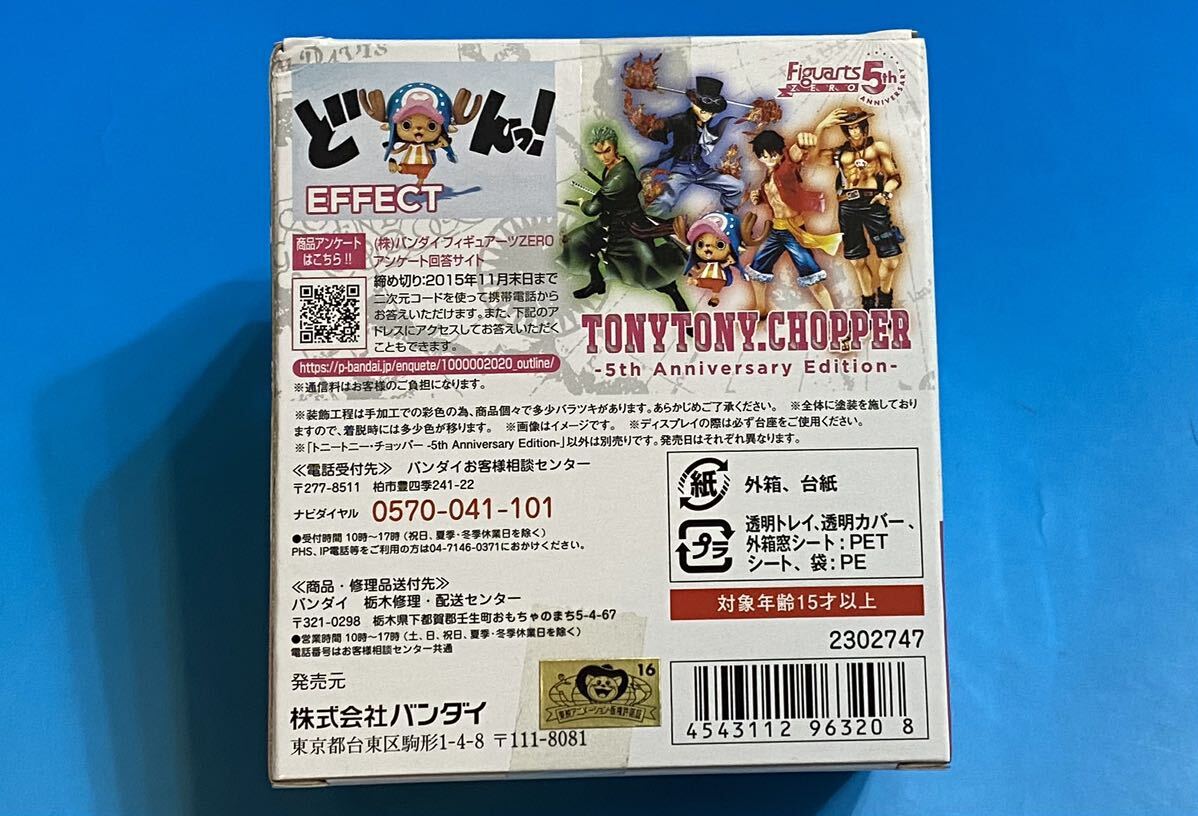 どーんっ!
EFFECT
Figuarts
ZERO
5th
ANNIVERSARY
商品アンケート
はこちら!!
(株)バンダイ フィギュアーツZERO
アンケート回答サイト
締め切り:2015年11月末日まで
二次元コードを使って携帯電話から
お答えいただけます。また、下記のア
ドレスにアクセスしてお答えいただく
こともできます。
https://p-bandai.jp/enquete/1000002020_outline/
※通信料はお客様のご負担になります。
TONYTONY.CHOPPER
-5th Anniversary Edition-
※装飾工程は手加工での彩色の為、商品個々で多少バラツキがあります。あらかじめご了承ください。 ※全体に塗装を施しており
ますので、着脱時には多少色が移ります。 ※画像はイメージです。 ※ディスプレイの際は必ず台座をご使用ください。
※「トニートニー・チョッパー -5th Anniversary Edition-」以外は別売りです。発売日はそれぞれ異なります。
≪電話受付先≫ バンダイお客様相談センター
〒277-8511 柏市豊四季241-22
ナビダイヤル 0570-041-101
●受付時間 10時～17時 (祝日、夏季・冬季休業日を除く)
PHS、IP電話等をご利用の方は04-7146-0371におかけください。
≪商品・修理品送付先≫
バンダイ 栃木修理・配送センター
〒321-0298 栃木県下都賀郡壬生町おもちゃのまち5-4-67
●営業時間 10時～17時 (土、日、祝日、夏季・冬季休業日を除く)
電話番号はお客様相談センター共通
発売元
株式会社バンダイ
東京都台東区駒形1-4-8 〒111-8081
紙 外箱、台紙
プラ 透明トレイ、透明カバー、
外箱窓シート:PET
シート、袋:PE
対象年齢15才以上
2302747
16
東映アニメーション版権許諾証
4543112 963208